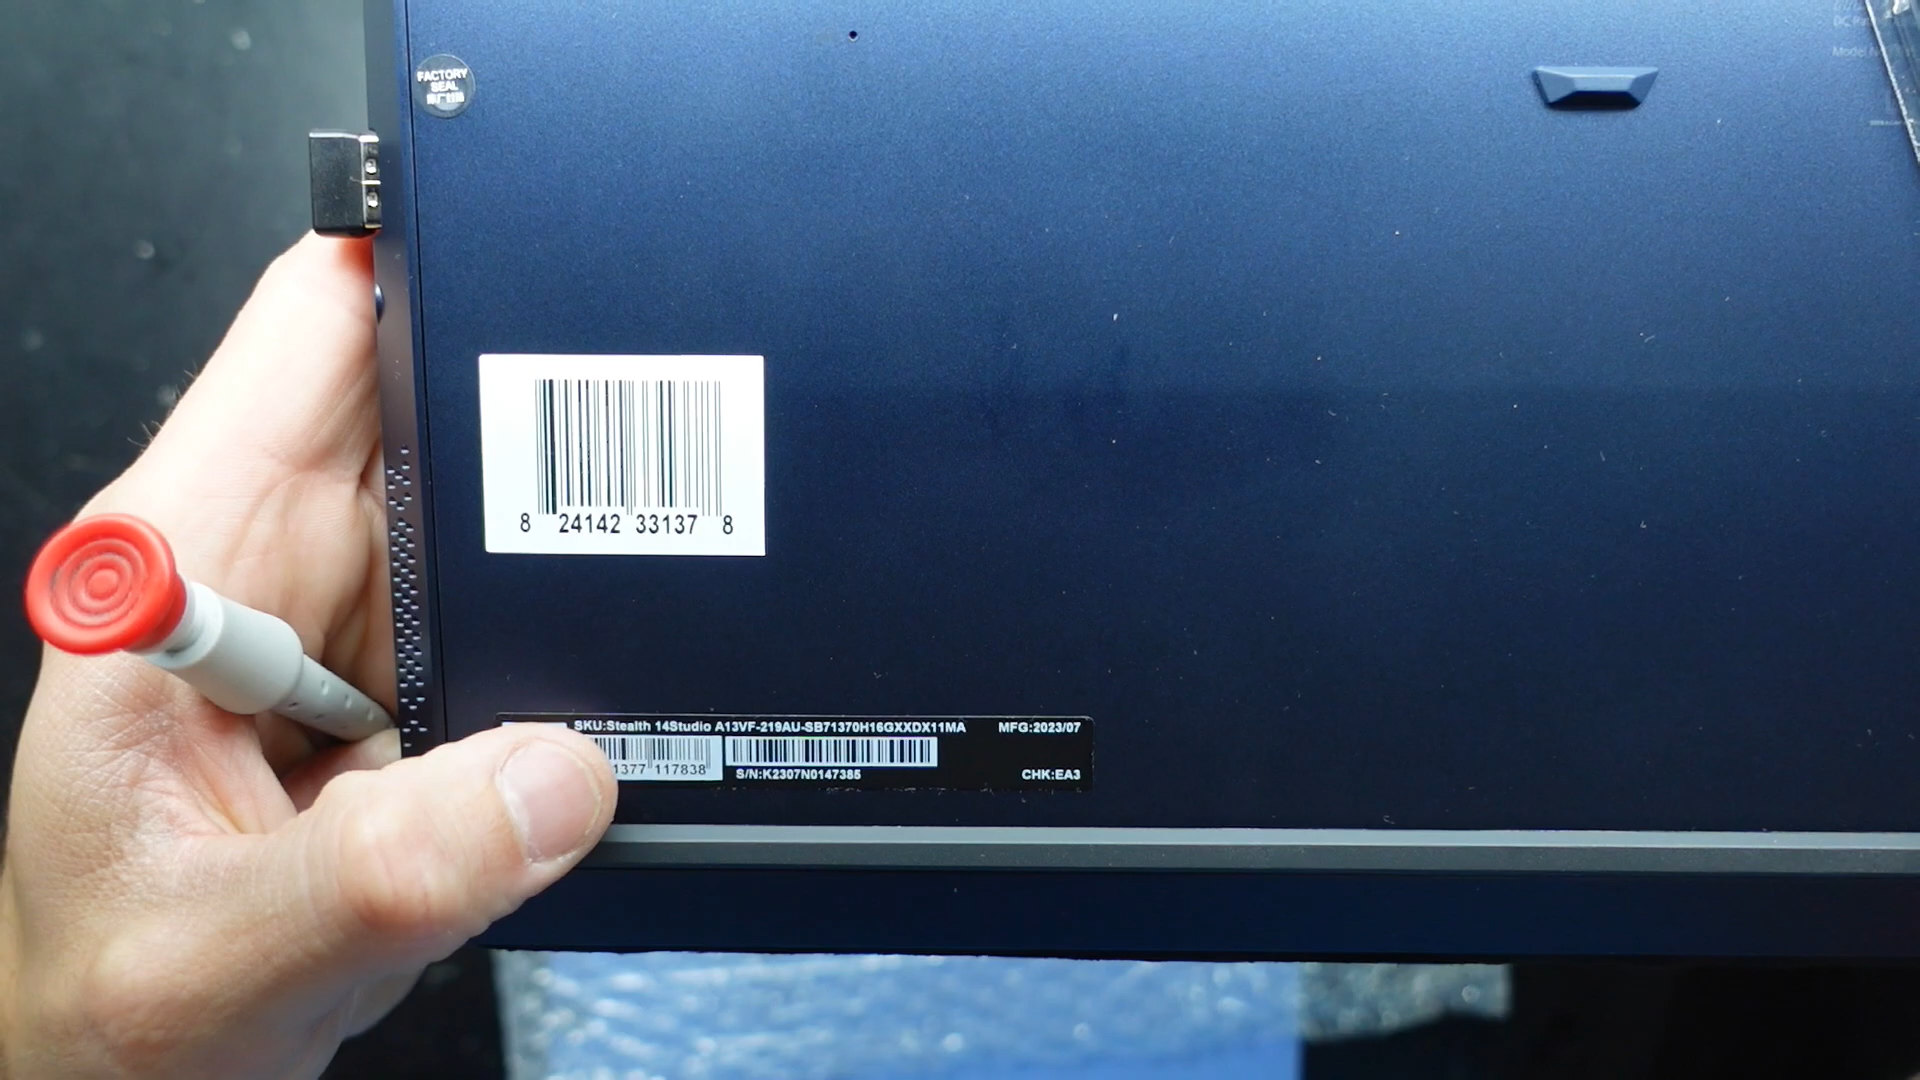 FACTORY
SEAL
8 24142 33137 8
SKU:Stealth 14Studio A13VF-219AU-SB71370H16GXXDX11MA MFG:2023/07
1377 117838
S/N:K2307N0147385
CHK:EA3